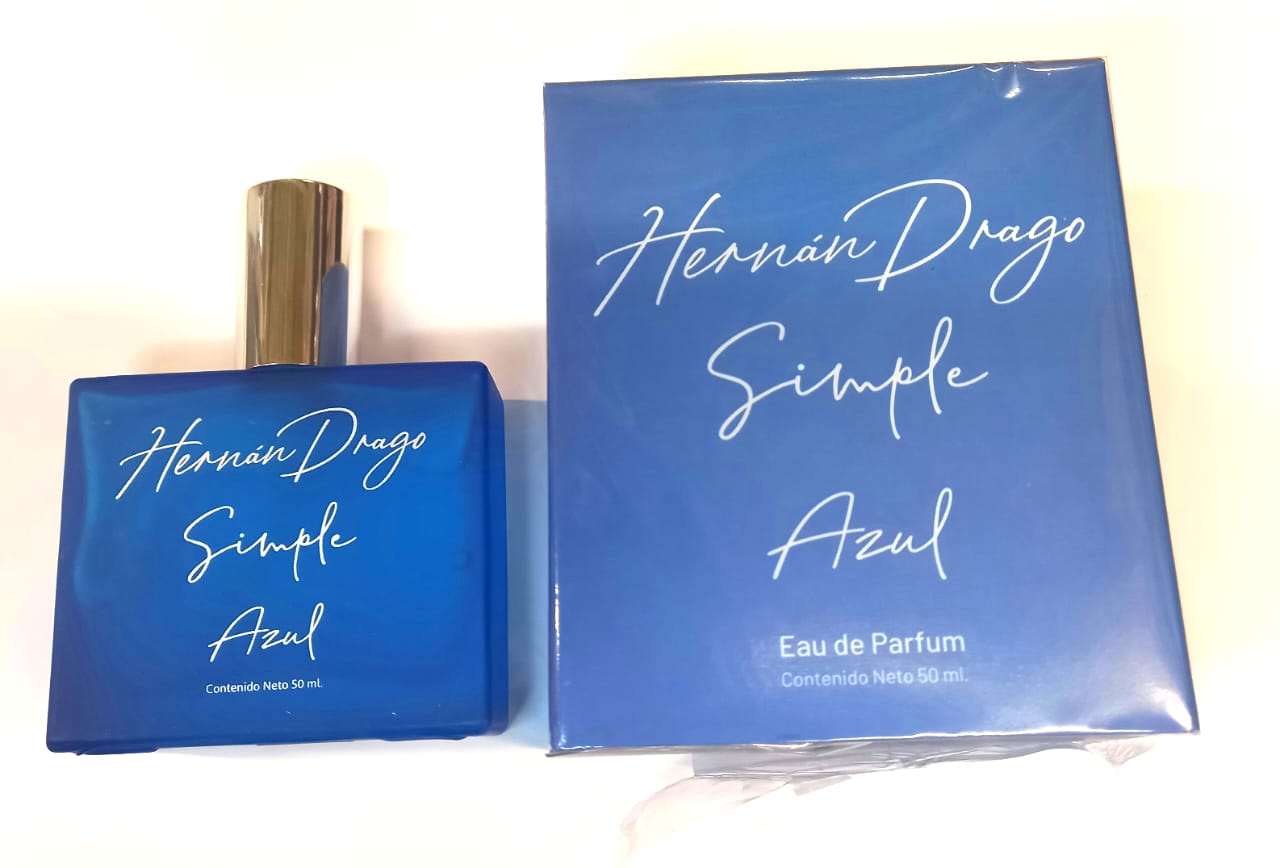 Hernán Drago
Simple
Azul
Contenido Neto 50 ml.
Hernán Drago
Simple
Azul
Eau de Parfum
Contenido Neto 50 ml.